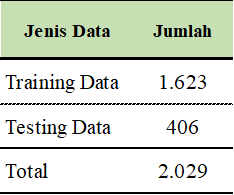 Jenis Data Jumlah
Training Data 1.623
Testing Data 406
Total 2.029